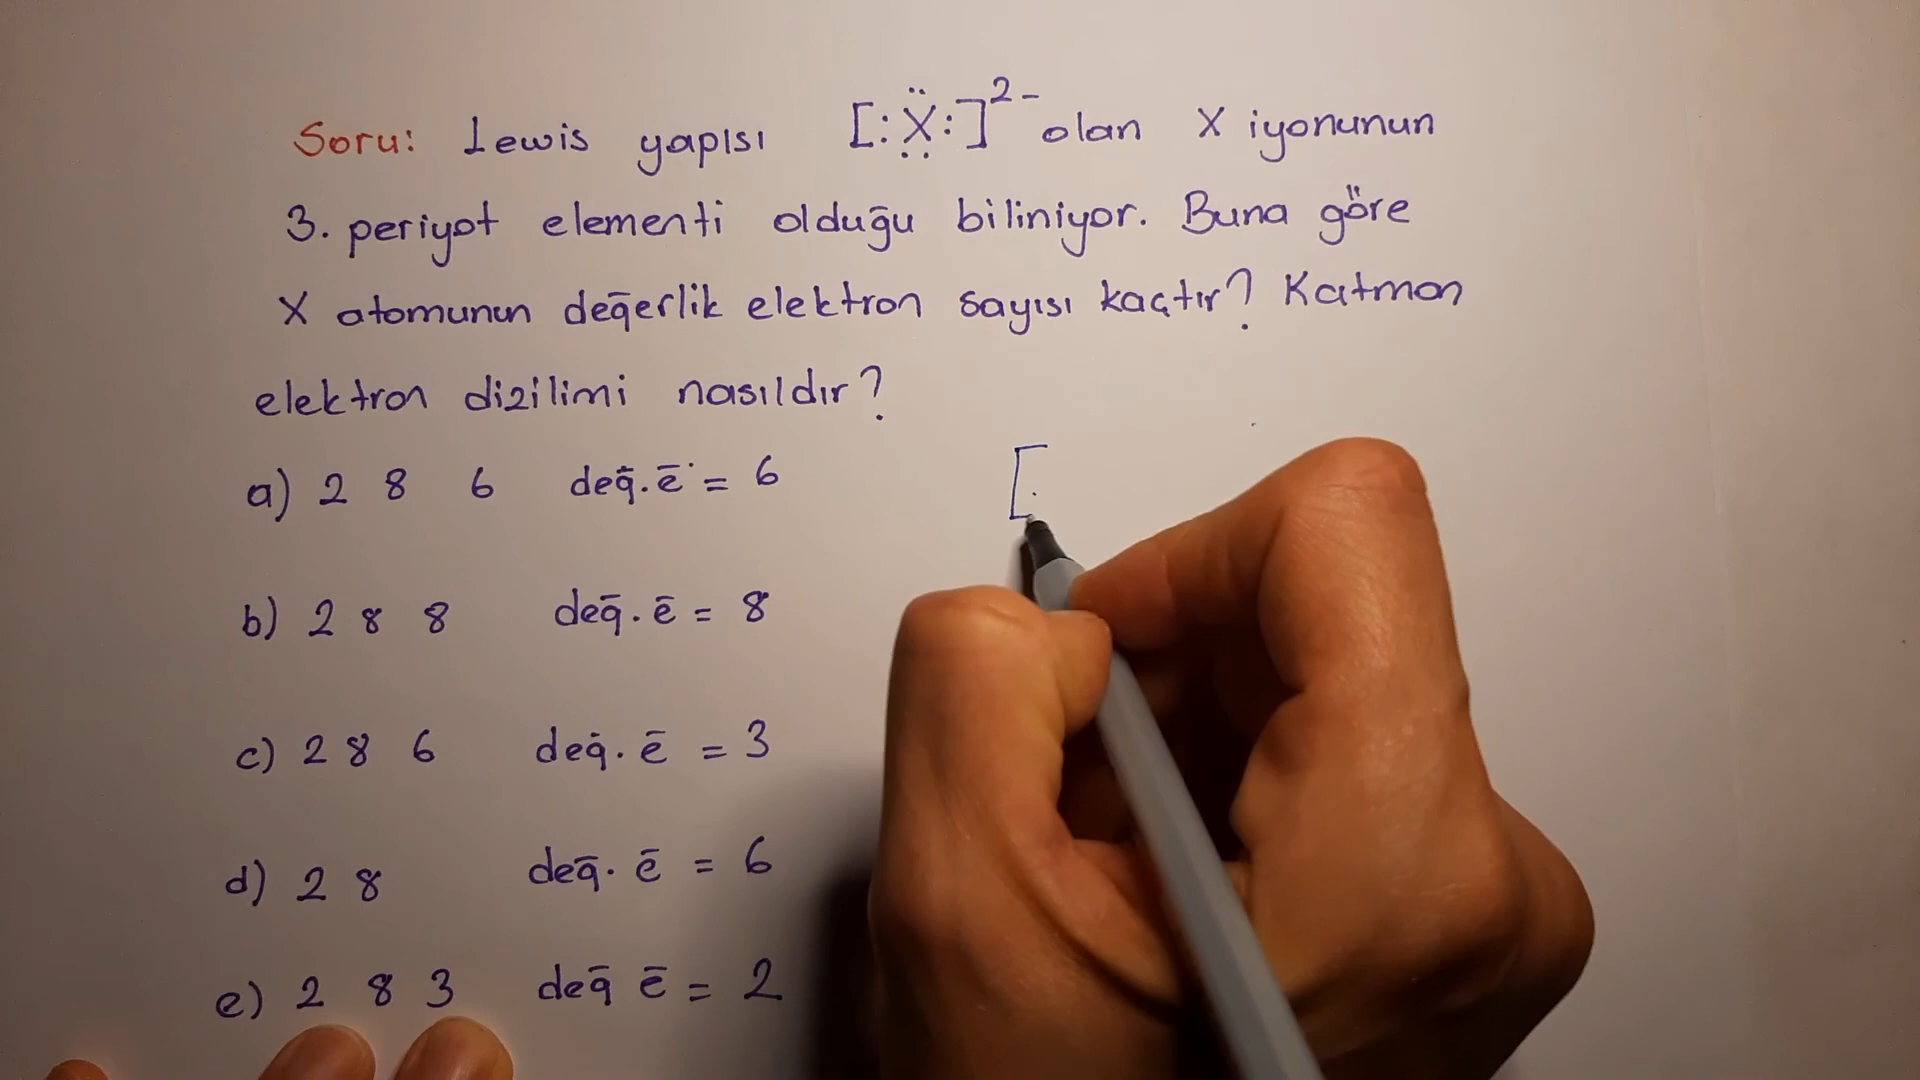 Soru: Lewis yapısı [:Ẍ:]²⁻ olan X iyonunun
3. periyot elementi olduğu biliniyor. Buna göre
X atomunun değerlik elektron sayısı kaçtır? Katman
elektron dizilimi nasıldır?
a) 2 8 6 değ. ē = 6
b) 2 8 8 değ. ē = 8
c) 2 8 6 değ. ē = 3
d) 2 8 değ. ē = 6
e) 2 8 3 değ ē = 2
[